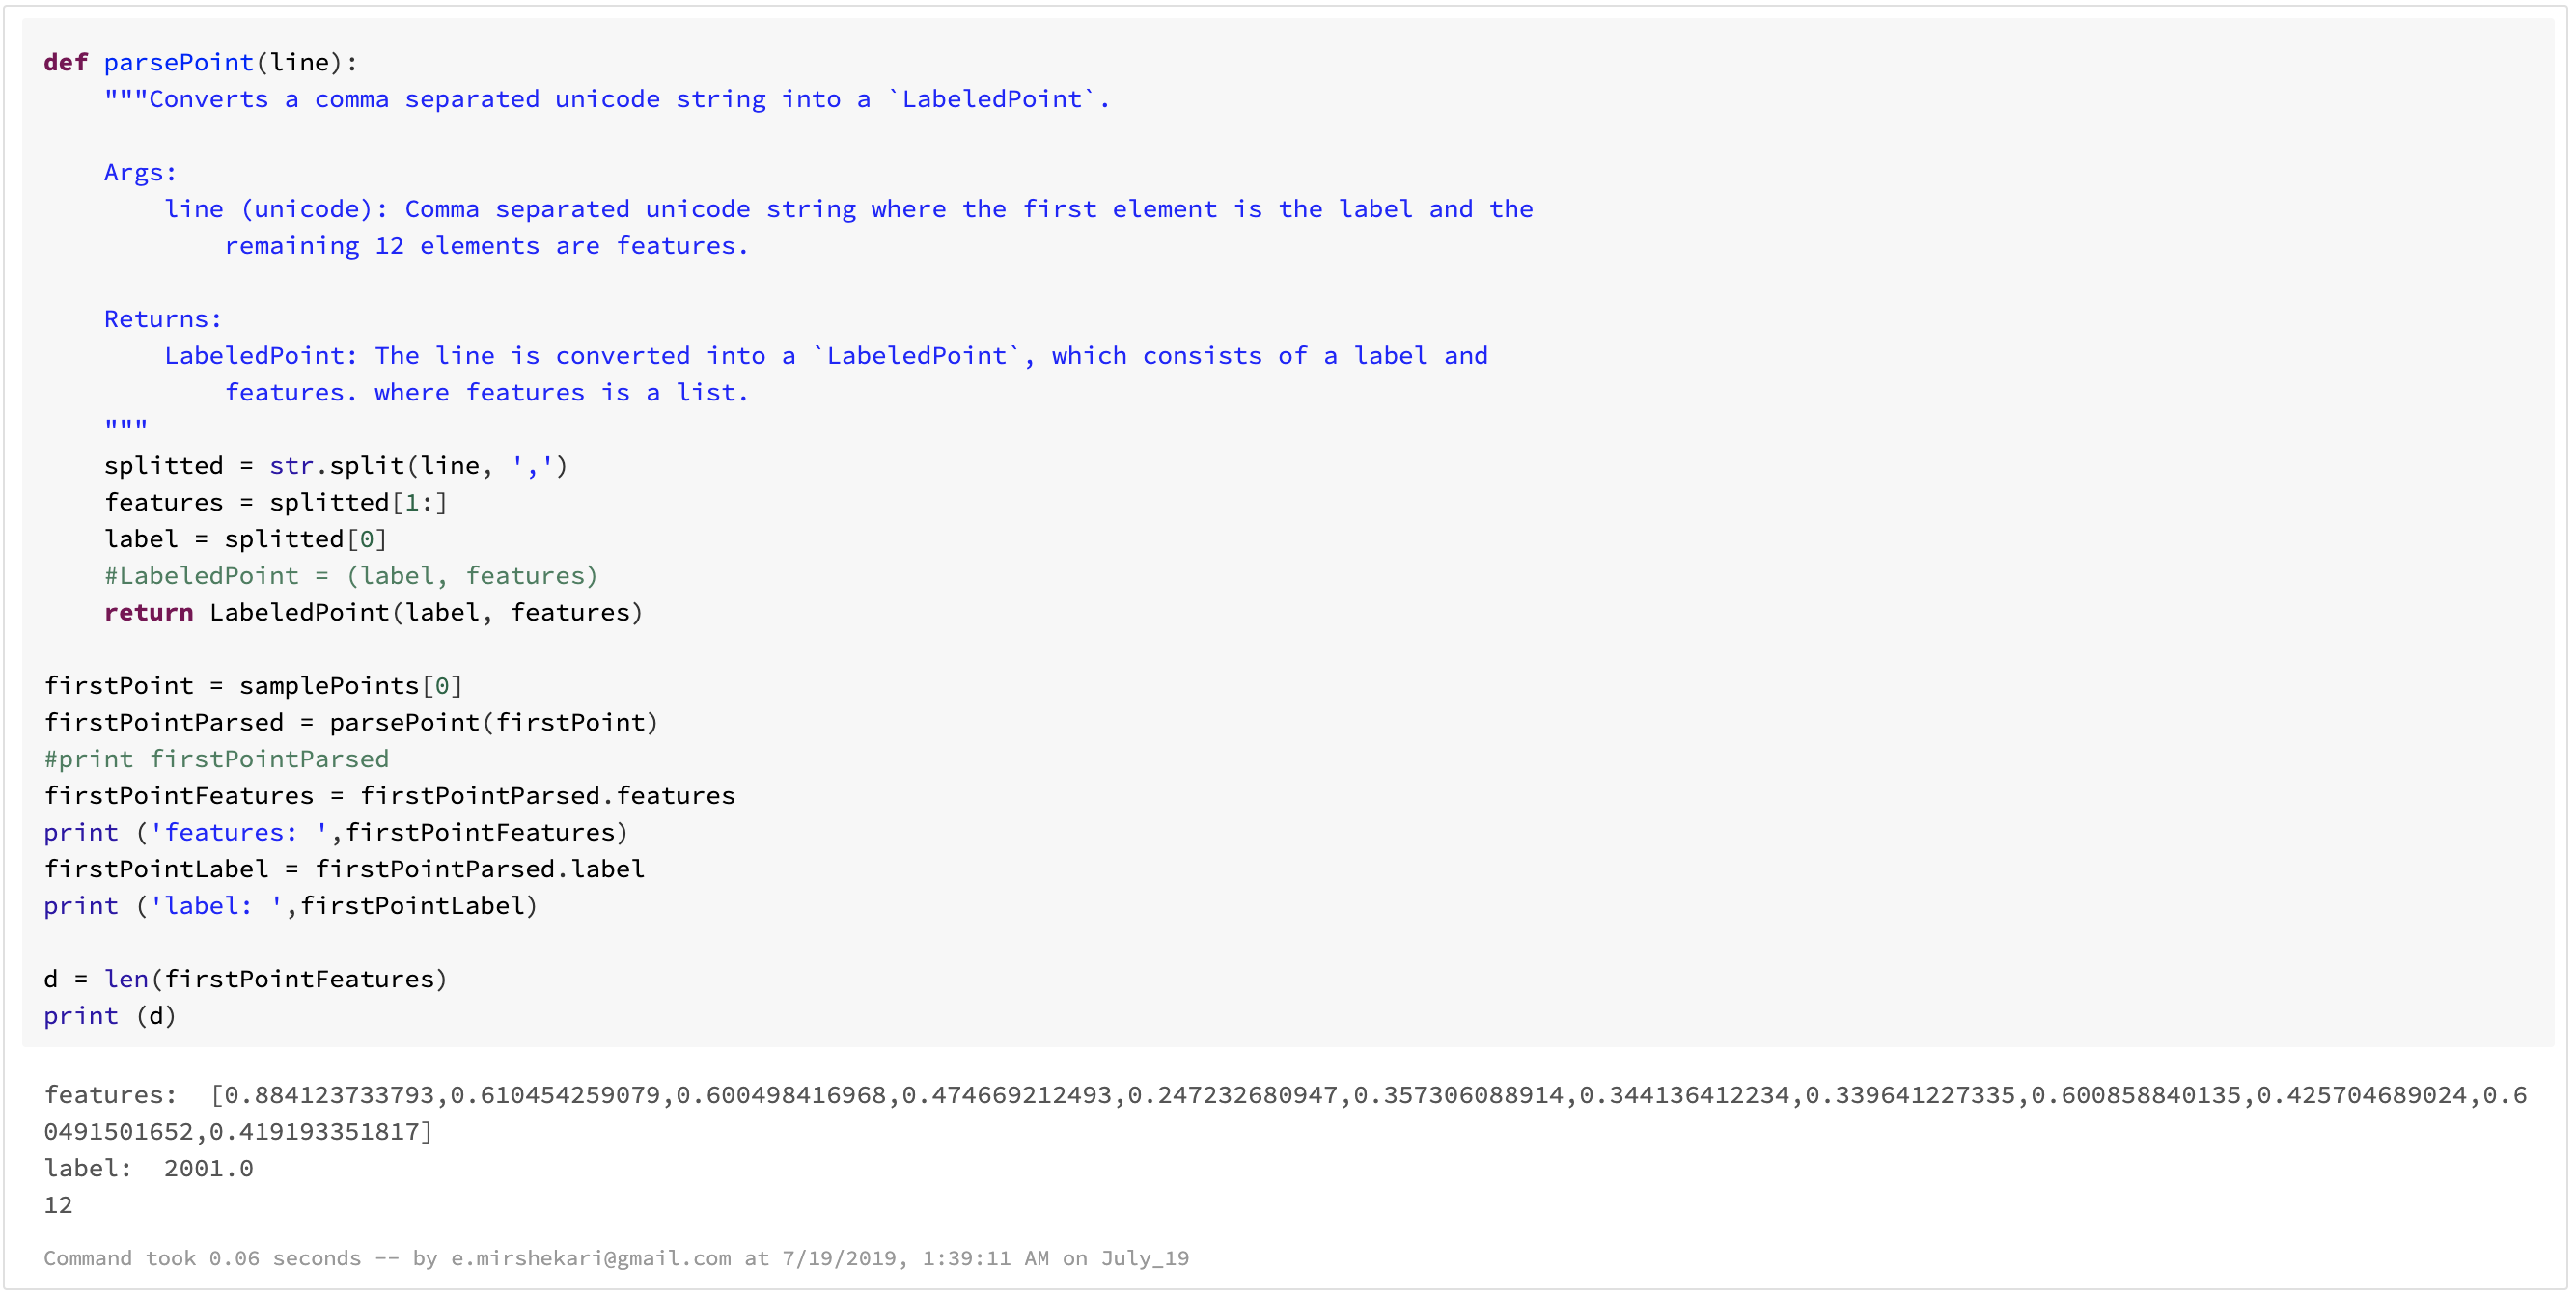 def parsePoint(line):
    """Converts a comma separated unicode string into a `LabeledPoint`.

    Args:
        line (unicode): Comma separated unicode string where the first element is the label and the
            remaining 12 elements are features.

    Returns:
        LabeledPoint: The line is converted into a `LabeledPoint`, which consists of a label and
            features. where features is a list.
    """
    splitted = str.split(line, ',')
    features = splitted[1:]
    label = splitted[0]
    #LabeledPoint = (label, features)
    return LabeledPoint(label, features)

firstPoint = samplePoints[0]
firstPointParsed = parsePoint(firstPoint)
#print firstPointParsed
firstPointFeatures = firstPointParsed.features
print ('features: ',firstPointFeatures)
firstPointLabel = firstPointParsed.label
print ('label: ',firstPointLabel)

d = len(firstPointFeatures)
print (d)
features:  [0.884123733793,0.610454259079,0.600498416968,0.474669212493,0.247232680947,0.357306088914,0.344136412234,0.339641227335,0.600858840135,0.425704689024,0.6
0491501652,0.419193351817]
label:  2001.0
12
Command took 0.06 seconds -- by e.mirshekari@gmail.com at 7/19/2019, 1:39:11 AM on July_19